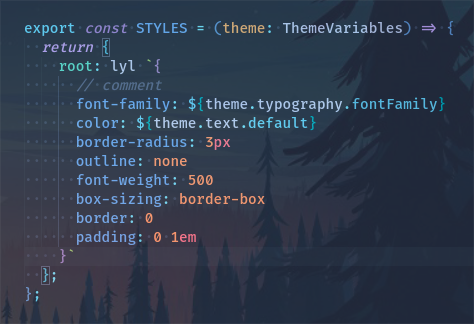 export const STYLES = (theme: ThemeVariables) => {
  return {
    root: lyl `{
      // comment
      font-family: ${theme.typography.fontFamily}
      color: ${theme.text.default}
      border-radius: 3px
      outline: none
      font-weight: 500
      box-sizing: border-box
      border: 0
      padding: 0 1em
    }`
  };
};